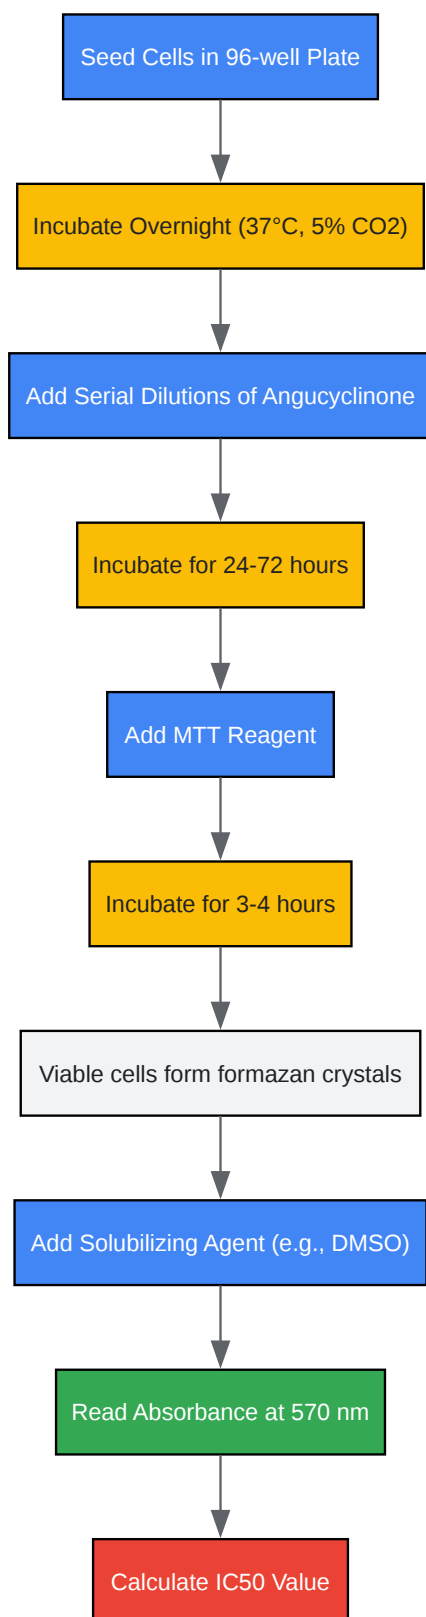 Seed Cells in 96-well Plate
Incubate Overnight (37°C, 5% CO2)
Add Serial Dilutions of Angucyclinone
Incubate for 24-72 hours
Add MTT Reagent
Incubate for 3-4 hours
Viable cells form formazan crystals
Add Solubilizing Agent (e.g., DMSO)
Read Absorbance at 570 nm
Calculate IC50 Value